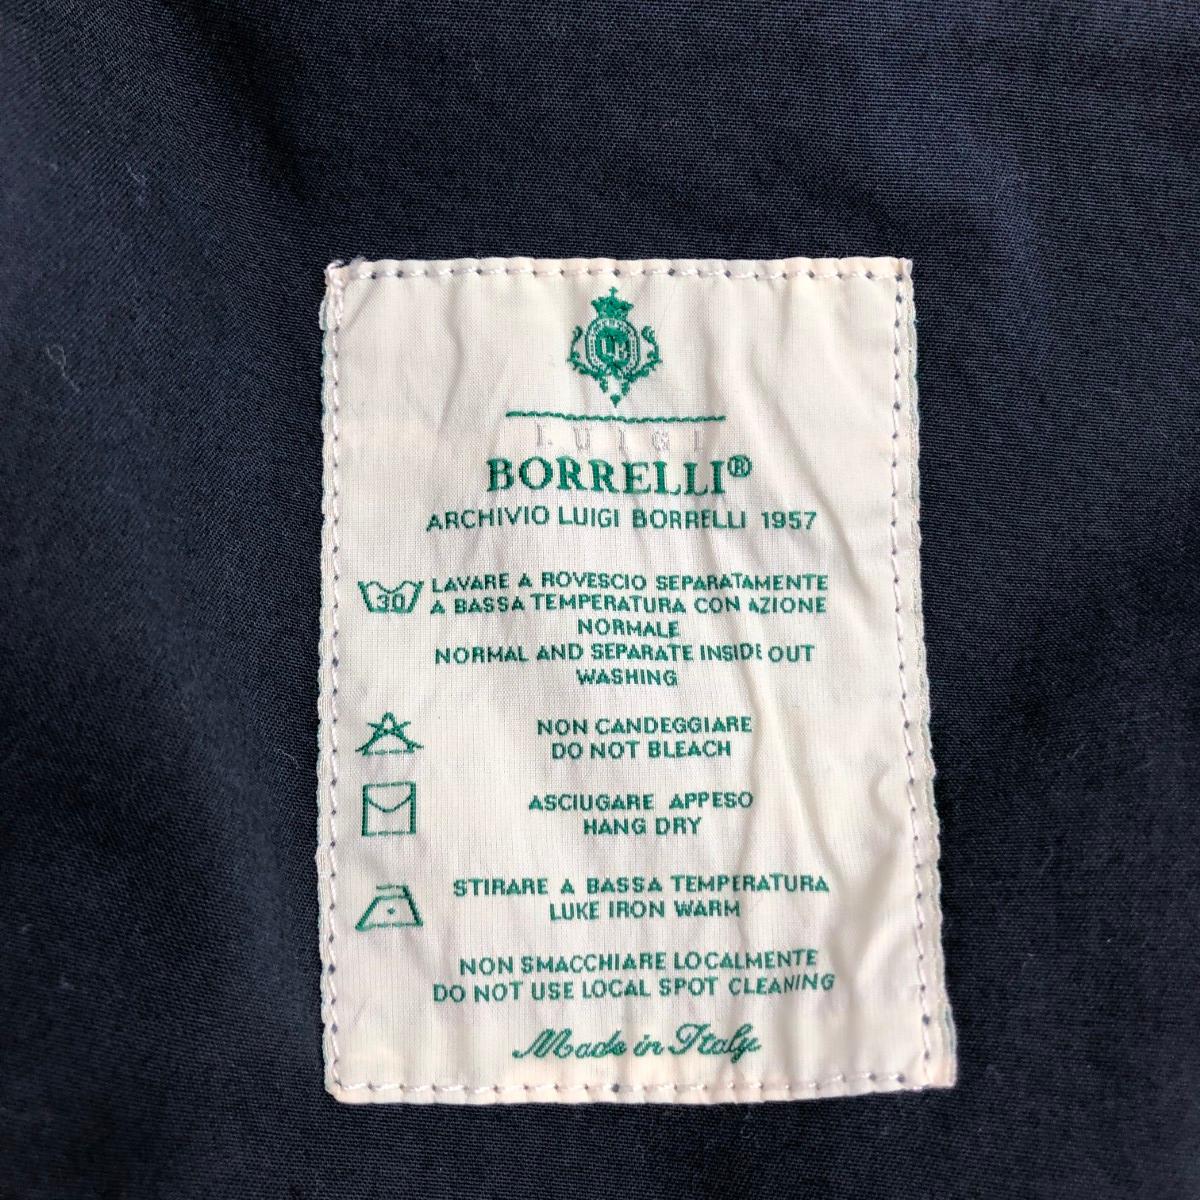 LUIGI
BORRELLI®
ARCHIVIO LUIGI BORRELLI 1957
30
LAVARE A ROVESCIO SEPARATAMENTE
A BASSA TEMPERATURA CON AZIONE
NORMALE
NORMAL AND SEPARATE INSIDE OUT
WASHING
NON CANDEGGIARE
DO NOT BLEACH
ASCIUGARE APPESO
HANG DRY
STIRARE A BASSA TEMPERATURA
LUKE IRON WARM
NON SMACCHIARE LOCALMENTE
DO NOT USE LOCAL SPOT CLEANING
Made in Italy